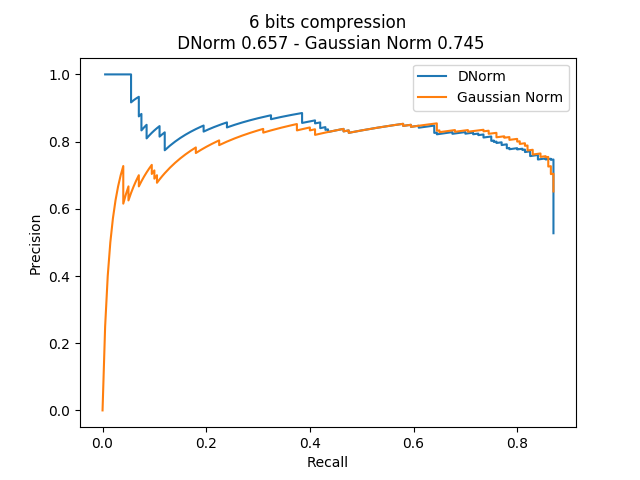 6 bits compression
DNorm 0.657 - Gaussian Norm 0.745
DNorm
Gaussian Norm
1.0
0.8
0.6
0.4
0.2
0.0
Precision
0.0 0.2 0.4 0.6 0.8
Recall